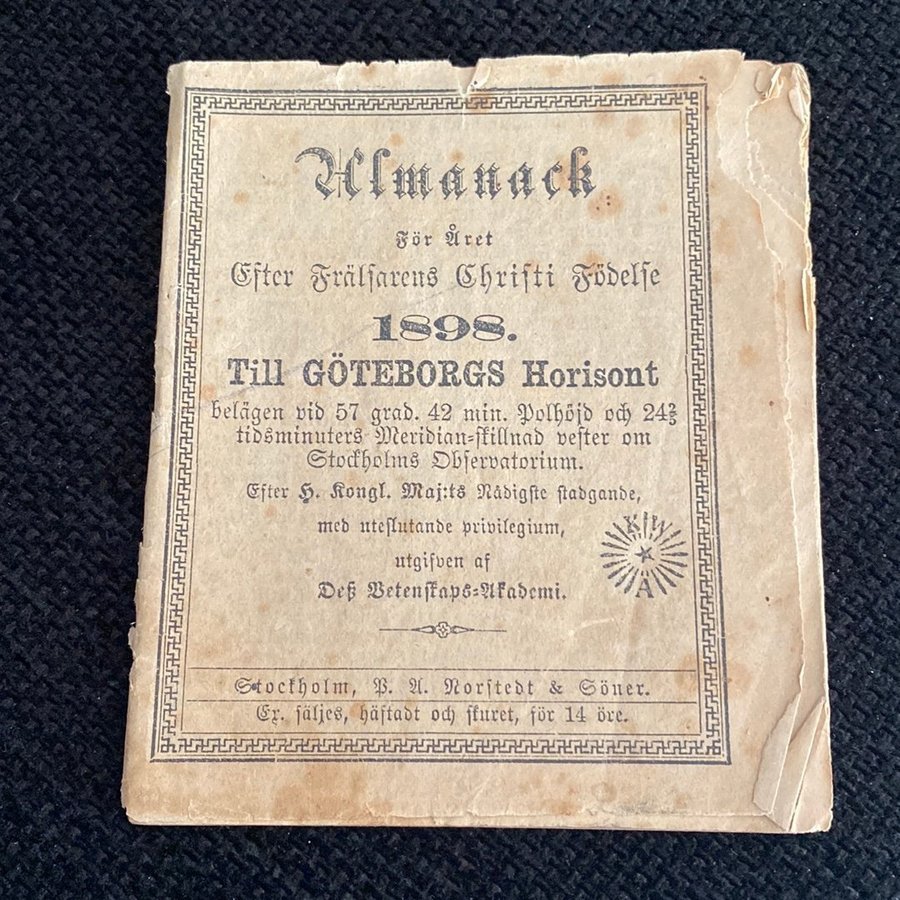 Almanack
För Året
Efter Frälsarens Christi Födelse
1898.
Till GÖTEBORGS Horisont
belägen vid 57 grad. 42 min. Polhöjd och 24⅖
tidsminuters Meridian=skillnad vester om
Stockholms Observatorium.
Efter H. Kongl. Maj:ts Nådigste stadgande,
med uteslutande privilegium,
utgifven af
Deß Vetenskaps=Akademi.
K W
A
Stockholm, P. A. Norstedt & Söner.
Ex. säljes, häftadt och skuret, för 14 öre.